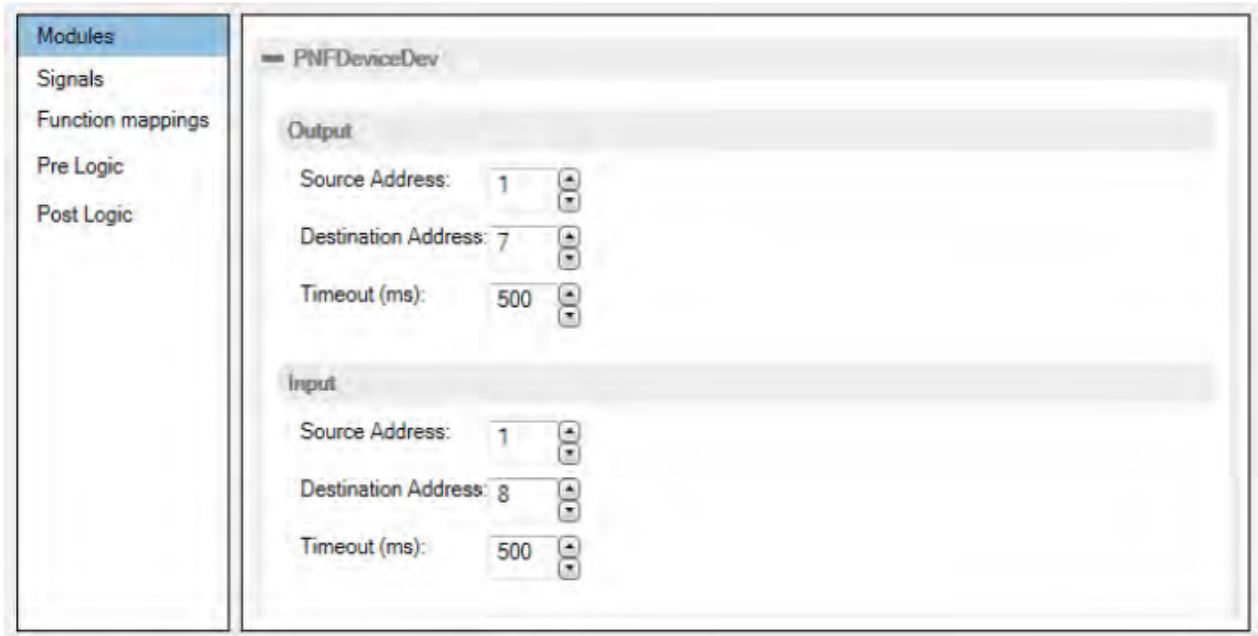 Modules
Signals
Function mappings
Pre Logic
Post Logic
PNFDeviceDev
Output
Source Address: 1
Destination Address: 7
Timeout (ms): 500
Input
Source Address: 1
Destination Address: 8
Timeout (ms): 500